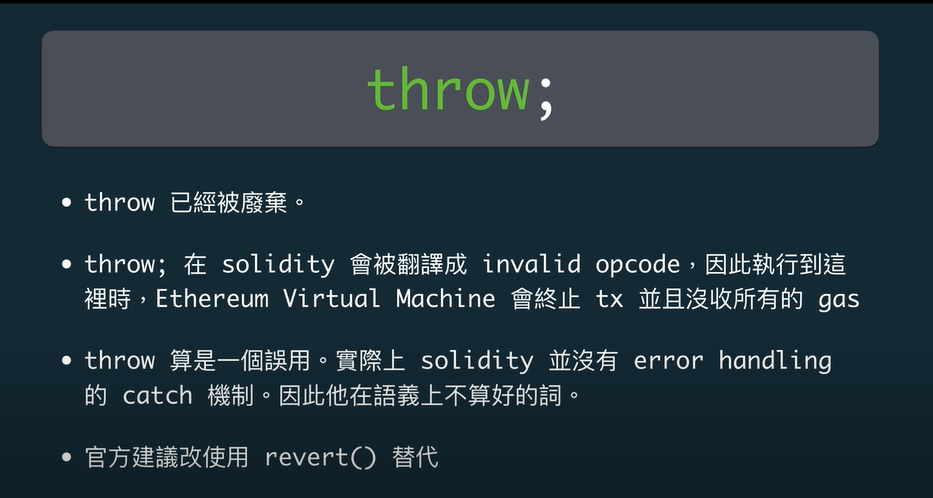 throw;
• throw 已經被廢棄。
• throw; 在 solidity 會被翻譯成 invalid opcode，因此執行到這
裡時，Ethereum Virtual Machine 會終止 tx 並且沒收所有的 gas
• throw 算是一個誤用。實際上 solidity 並沒有 error handling
的 catch 機制。因此他在語義上不算好的詞。
• 官方建議改使用 revert() 替代